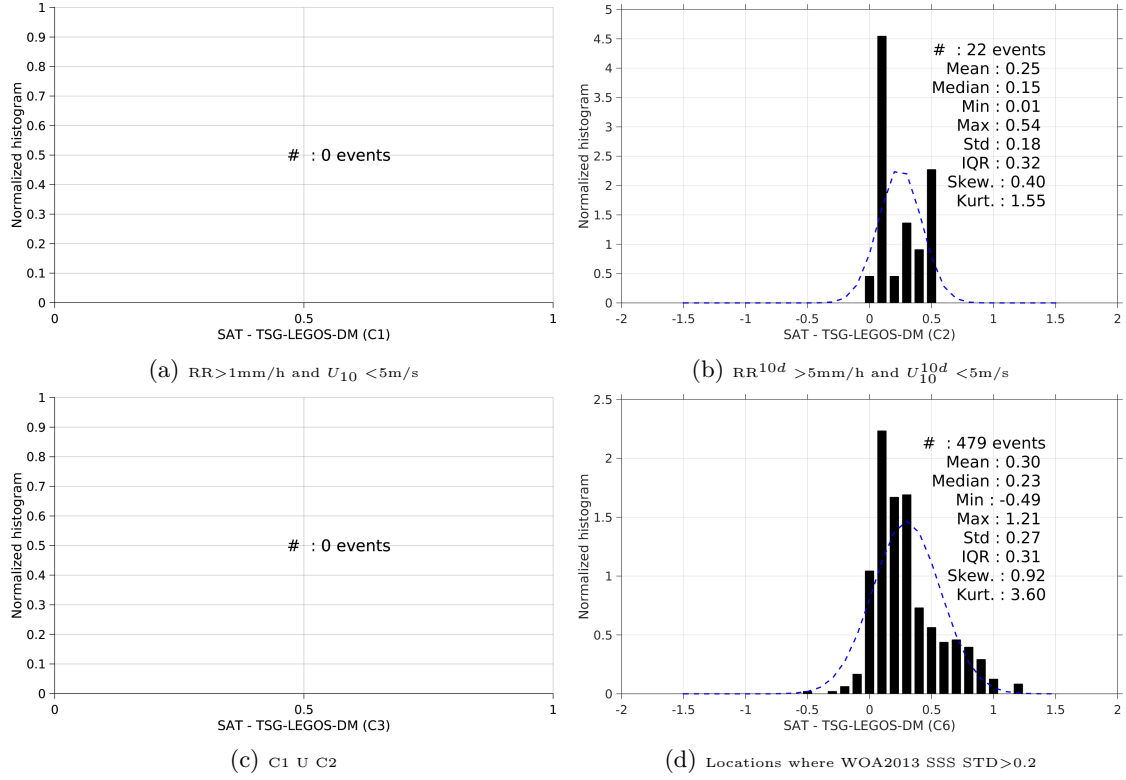 1
0.9
0.8
0.7
0.6
0.5
0.4
0.3
0.2
0.1
0
Normalized histogram
# : 0 events
0 0.5 1
SAT - TSG-LEGOS-DM (C1)
(a) RR>1mm/h and U10 <5m/s
5
4.5
4
3.5
3
2.5
2
1.5
1
0.5
0
Normalized histogram
# : 22 events
Mean : 0.25
Median : 0.15
Min : 0.01
Max : 0.54
Std : 0.18
IQR : 0.32
Skew. : 0.40
Kurt. : 1.55
-2 -1.5 -1 -0.5 0 0.5 1 1.5 2
SAT - TSG-LEGOS-DM (C2)
(b) RR^10d >5mm/h and U_10^10d <5m/s
1
0.9
0.8
0.7
0.6
0.5
0.4
0.3
0.2
0.1
0
Normalized histogram
# : 0 events
0 0.5 1
SAT - TSG-LEGOS-DM (C3)
(c) C1 U C2
2.5
2
1.5
1
0.5
0
Normalized histogram
# : 479 events
Mean : 0.30
Median : 0.23
Min : -0.49
Max : 1.21
Std : 0.27
IQR : 0.31
Skew. : 0.92
Kurt. : 3.60
-2 -1.5 -1 -0.5 0 0.5 1 1.5 2
SAT - TSG-LEGOS-DM (C6)
(d) Locations where WOA2013 SSS STD>0.2